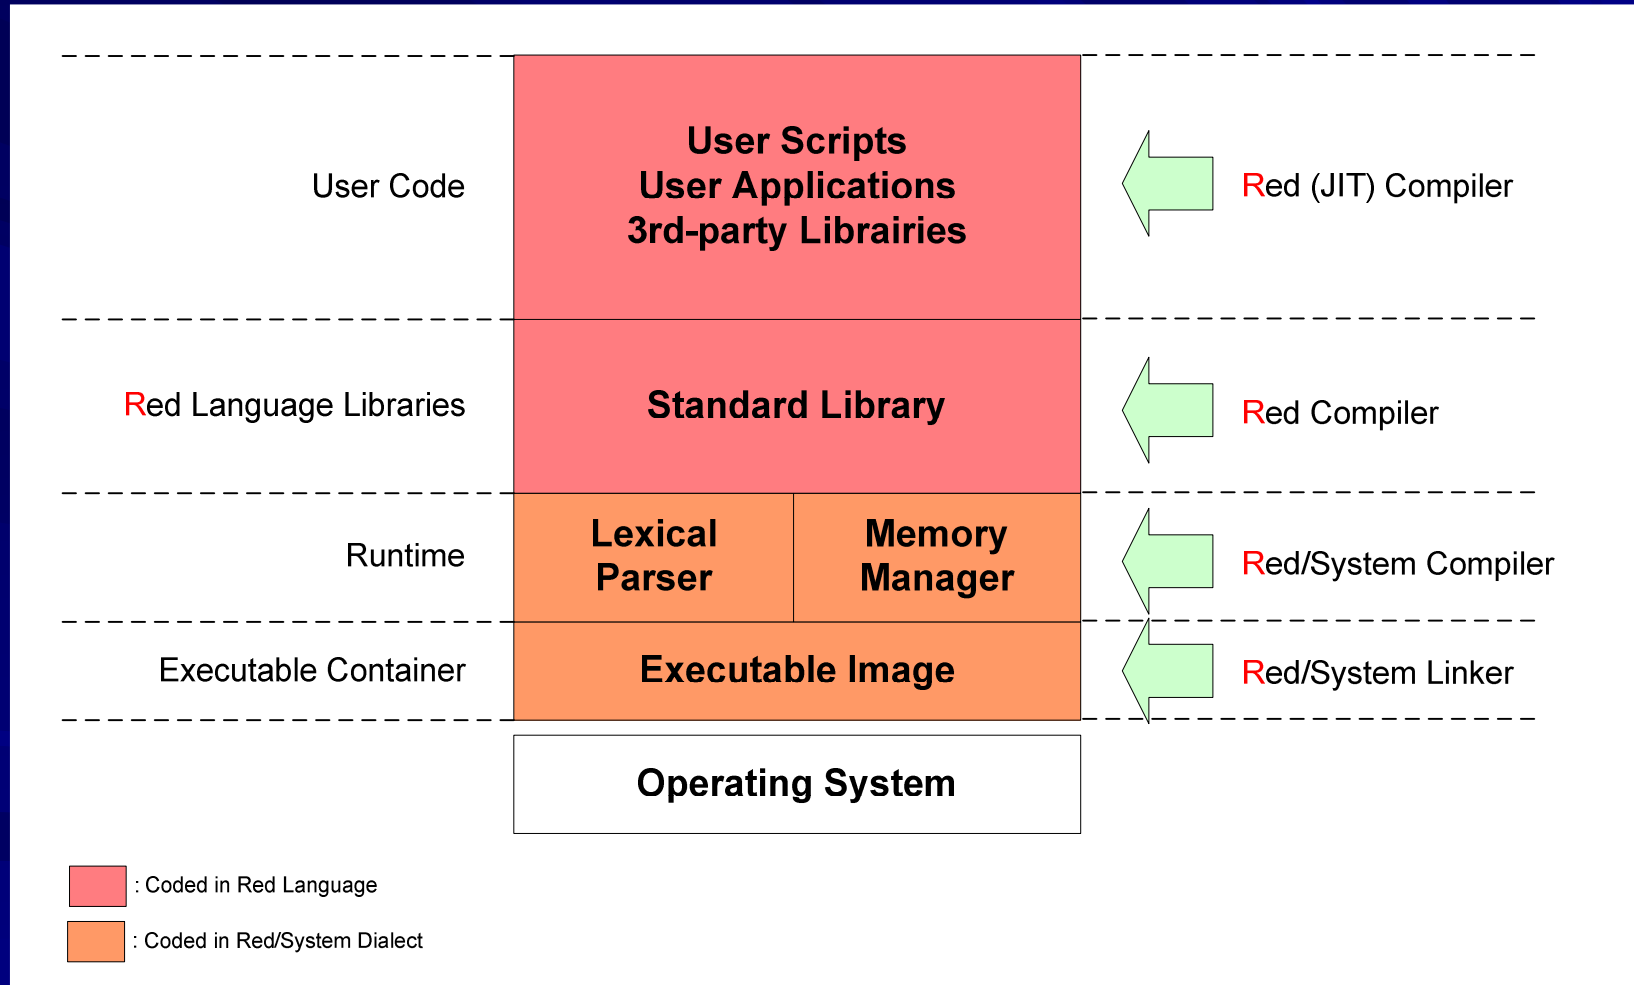 User Code
User Scripts
User Applications
3rd-party Librairies
Red (JIT) Compiler
Red Language Libraries
Standard Library
Red Compiler
Runtime
Lexical
Parser
Memory
Manager
Red/System Compiler
Executable Container
Executable Image
Red/System Linker
Operating System
: Coded in Red Language
: Coded in Red/System Dialect